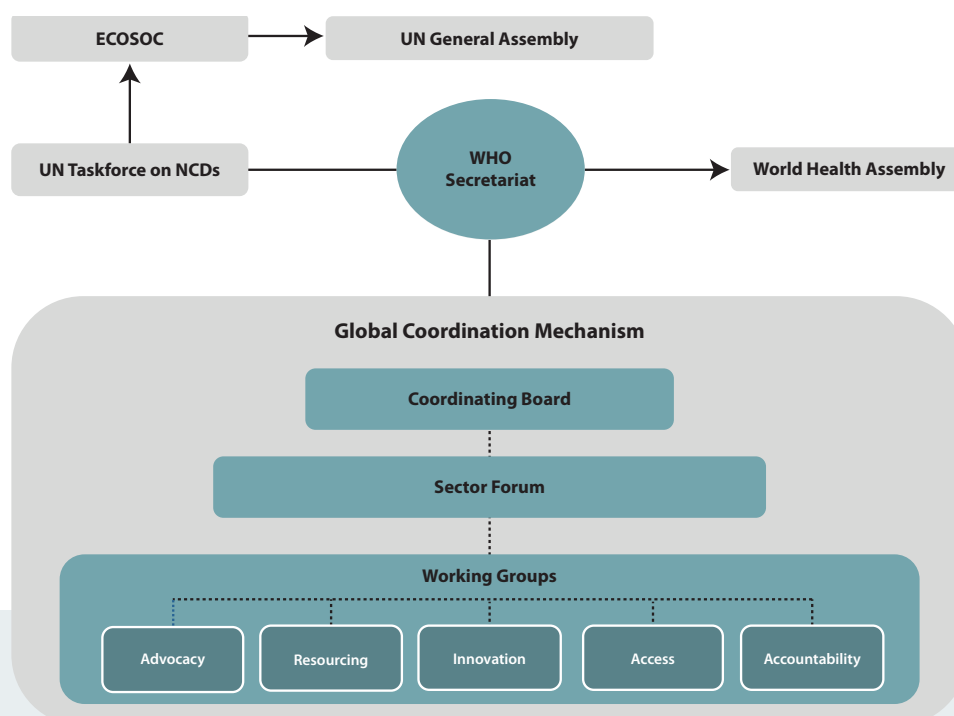 ECOSOC
UN General Assembly
UN Taskforce on NCDs
WHO
Secretariat
World Health Assembly
Global Coordination Mechanism
Coordinating Board
Sector Forum
Working Groups
Advocacy
Resourcing
Innovation
Access
Accountability